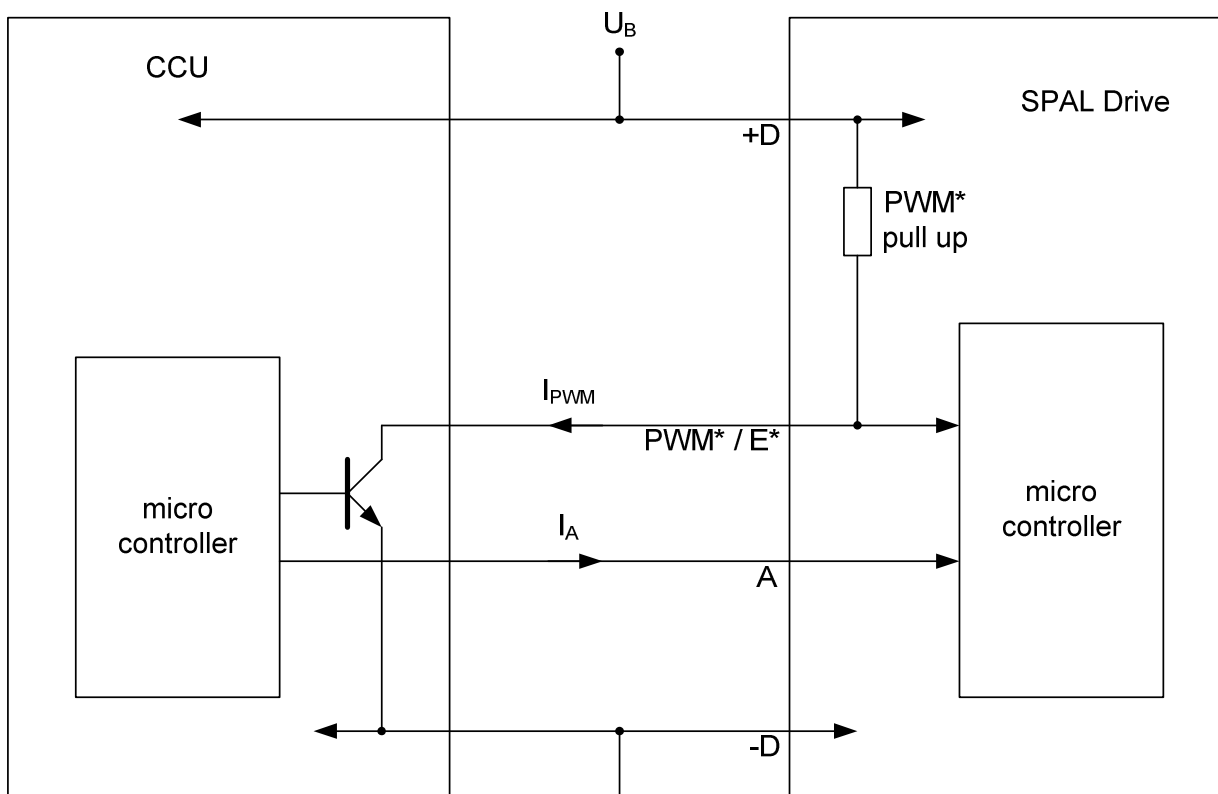 U_B
CCU
SPAL Drive
+D
PWM*
pull up
I_PWM
PWM* / E*
micro
controller
micro
controller
I_A
A
-D